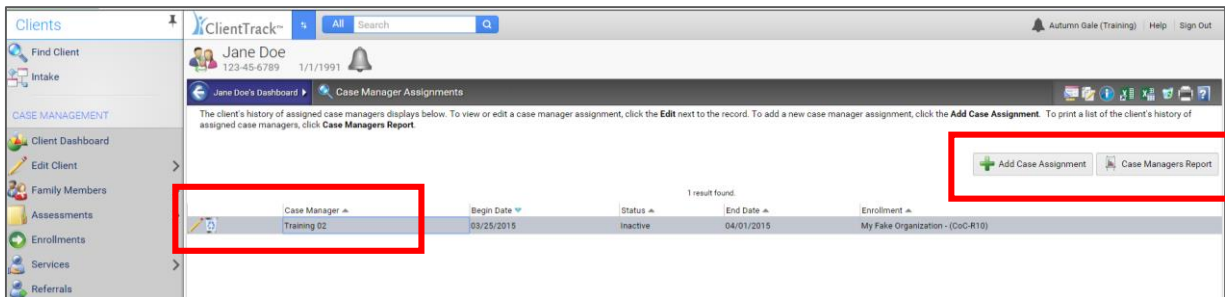 Clients
Find Client
Intake
CASE MANAGEMENT
Client Dashboard
Edit Client
Family Members
Assessments
Enrollments
Services
Referrals
ClientTrack™
All Search
Autumn Gale (Training) Help Sign Out
Jane Doe
123-45-6789 1/1/1991
Jane Doe's Dashboard Case Manager Assignments
The client's history of assigned case managers displays below. To view or edit a case manager assignment, click the Edit next to the record. To add a new case manager assignment, click the Add Case Assignment. To print a list of the client's history of
assigned case managers, click Case Managers Report.
Add Case Assignment Case Managers Report
1 result found.
Case Manager Begin Date Status End Date Enrollment
Training 02 03/25/2015 Inactive 04/01/2015 My Fake Organization - (CoC-R10)